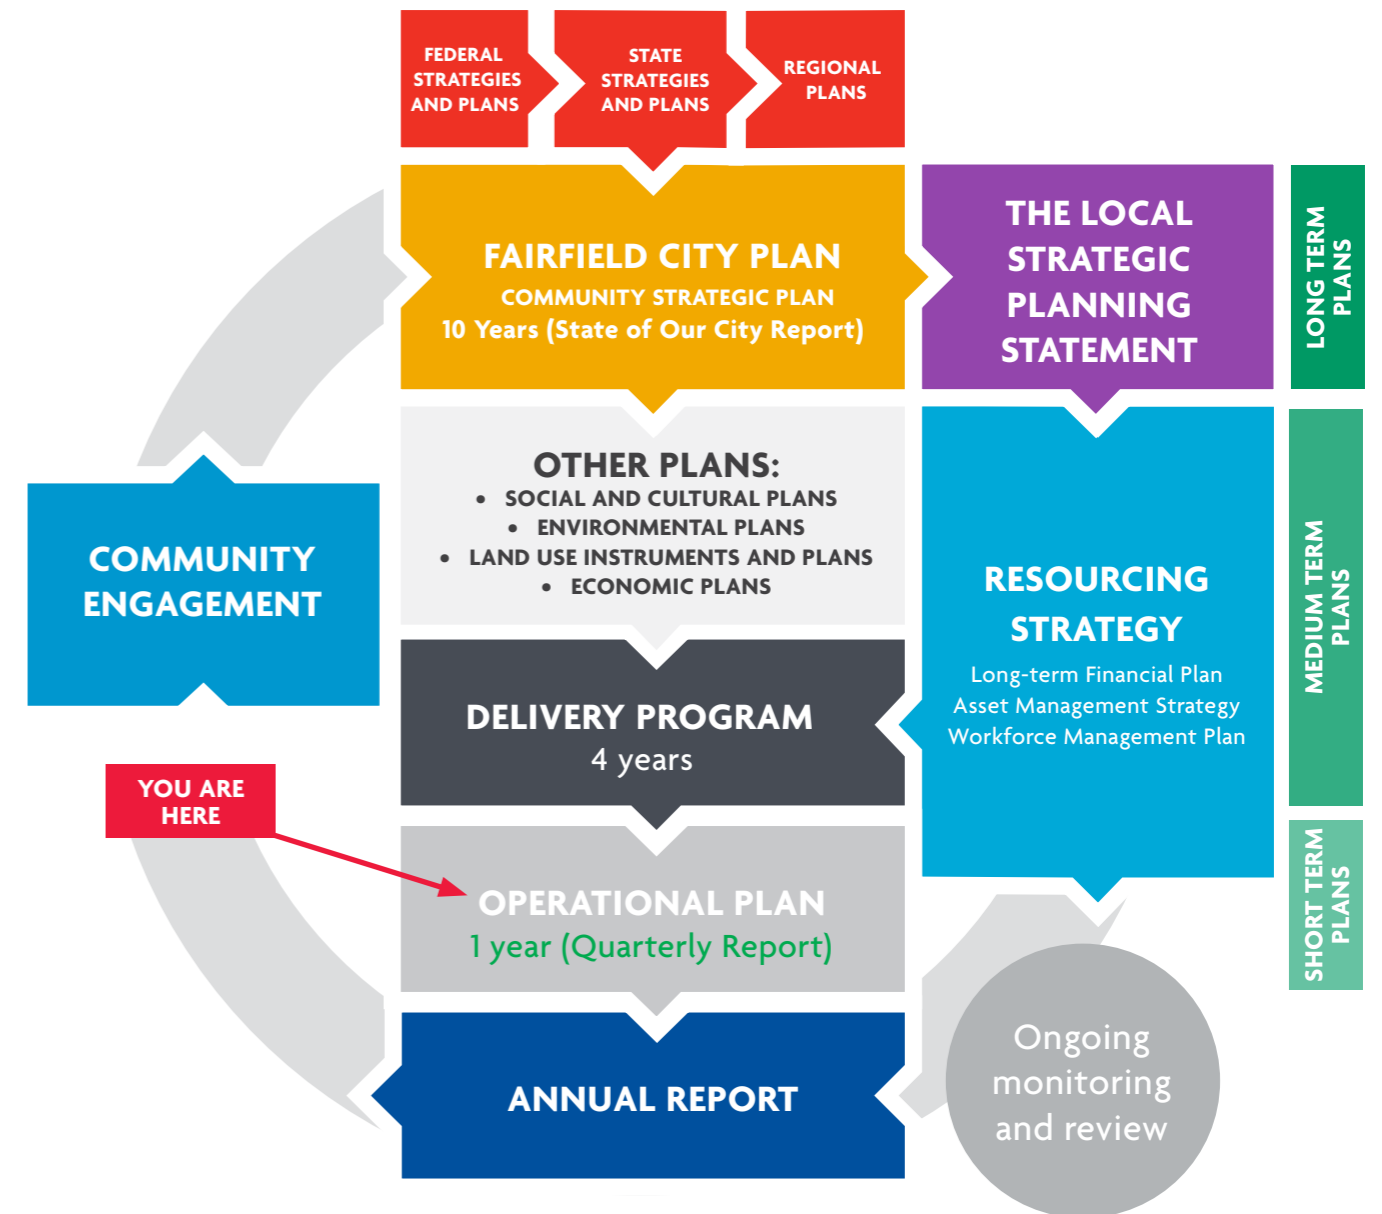 FEDERAL
STRATEGIES
AND PLANS
STATE
STRATEGIES
AND PLANS
REGIONAL
PLANS
FAIRFIELD CITY PLAN
COMMUNITY STRATEGIC PLAN
10 Years (State of Our City Report)
THE LOCAL
STRATEGIC
PLANNING
STATEMENT
LONG TERM
PLANS
OTHER PLANS:
• SOCIAL AND CULTURAL PLANS
• ENVIRONMENTAL PLANS
• LAND USE INSTRUMENTS AND PLANS
• ECONOMIC PLANS
COMMUNITY
ENGAGEMENT
RESOURCING
STRATEGY
Long-term Financial Plan
Asset Management Strategy
Workforce Management Plan
MEDIUM TERM
PLANS
DELIVERY PROGRAM
4 years
YOU ARE
HERE
OPERATIONAL PLAN
1 year (Quarterly Report)
SHORT TERM
PLANS
ANNUAL REPORT
Ongoing
monitoring
and review